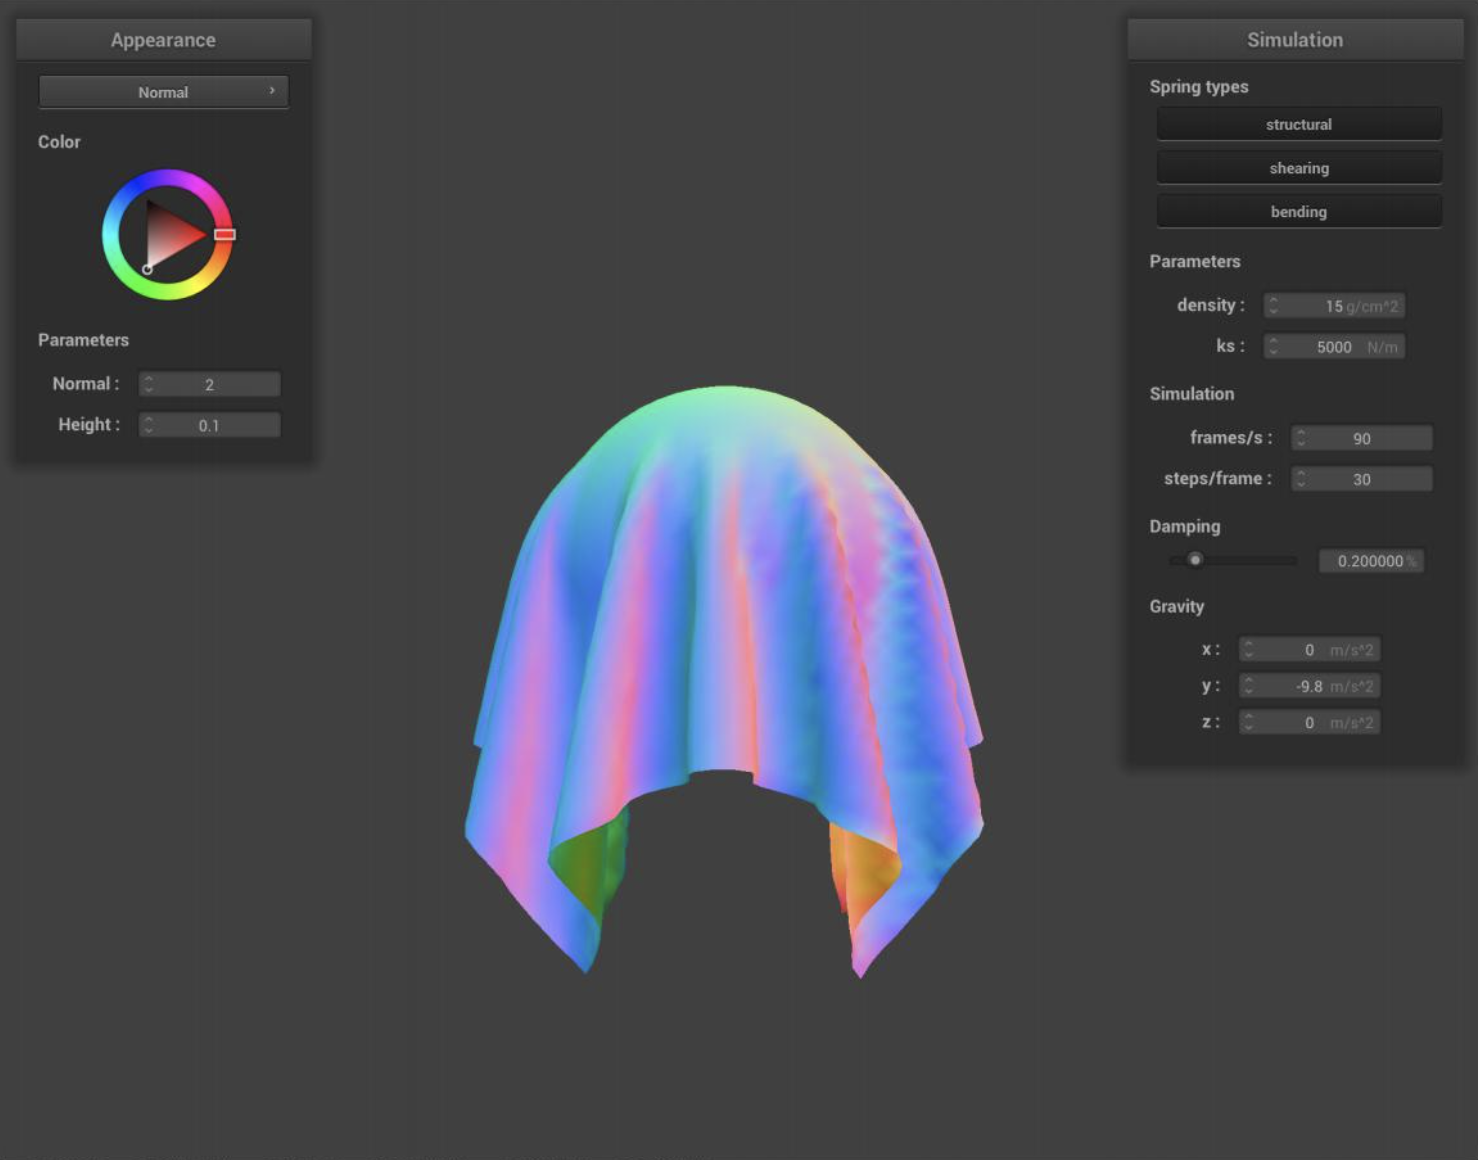 Appearance
Normal
Color
Parameters
Normal : 2
Height : 0.1
Simulation
Spring types
structural
shearing
bending
Parameters
density : 15 g/cm^2
ks : 5000 N/m
Simulation
frames/s : 90
steps/frame : 30
Damping
0.200000 %
Gravity
x : 0 m/s^2
y : -9.8 m/s^2
z : 0 m/s^2